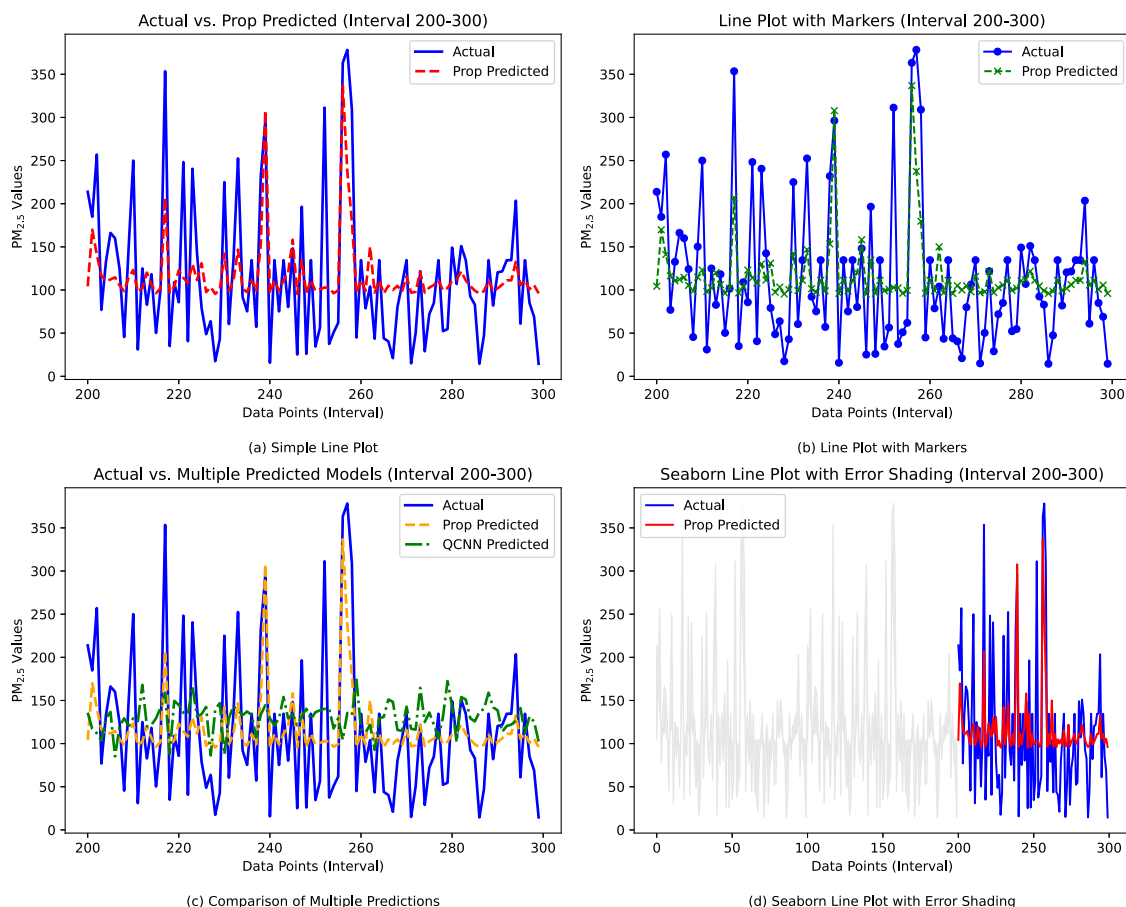 Actual vs. Prop Predicted (Interval 200-300)
Actual
Prop Predicted
PM2.5 Values
350
300
250
200
150
100
50
0
200
220
240
260
280
300
Data Points (Interval)
(a) Simple Line Plot
Line Plot with Markers (Interval 200-300)
Actual
Prop Predicted
PM2.5 Values
350
300
250
200
150
100
50
0
200
220
240
260
280
300
Data Points (Interval)
(b) Line Plot with Markers
Actual vs. Multiple Predicted Models (Interval 200-300)
Actual
Prop Predicted
QCNN Predicted
PM2.5 Values
350
300
250
200
150
100
50
0
200
220
240
260
280
300
Data Points (Interval)
(c) Comparison of Multiple Predictions
Seaborn Line Plot with Error Shading (Interval 200-300)
Actual
Prop Predicted
PM2.5 Values
350
300
250
200
150
100
50
0
0
50
100
150
200
250
300
Data Points (Interval)
(d) Seaborn Line Plot with Error Shading